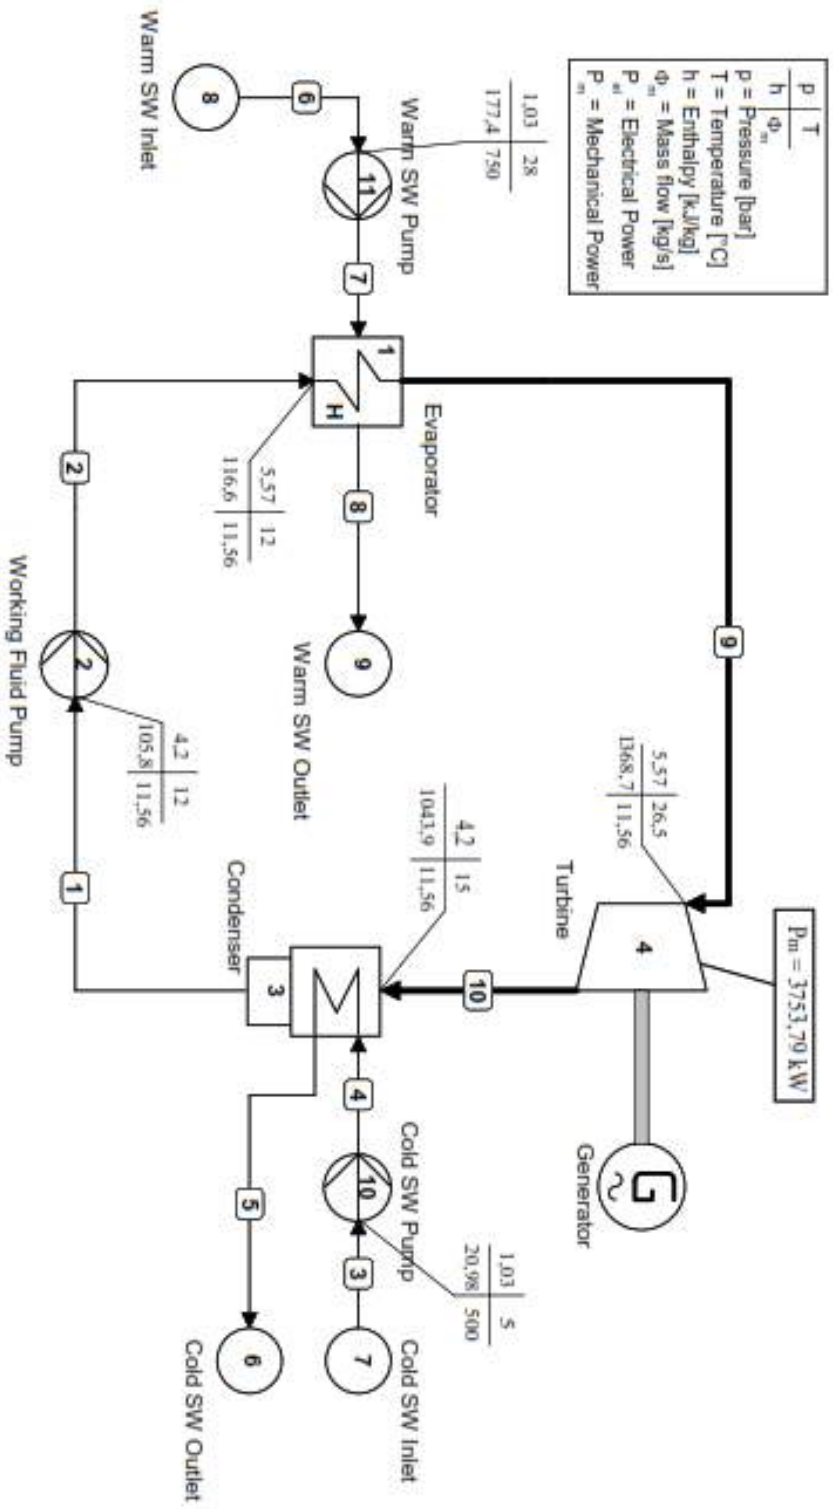 p T
h Φm
p = Pressure [bar]
T = Temperature [°C]
h = Enthalpy [kJ/kg]
Φm = Mass flow [kg/s]
Pel = Electrical Power
Pm = Mechanical Power
Pm = 3753,79 kW
9
5,57 26,5
1368,7 11,56
Turbine
4
G
Generator
10
4,2 15
1043,9 11,56
1,03 28
177,4 750
Warm SW Pump
11
6
8
Warm SW Inlet
7
Evaporator
1
H
8
9
Warm SW Outlet
5,57 12
116,6 11,56
2
2
Working Fluid Pump
4,2 12
105,8 11,56
1
Condenser
3
4
Cold SW Pump
10
1,03 5
20,98 500
3
7
Cold SW Inlet
5
6
Cold SW Outlet